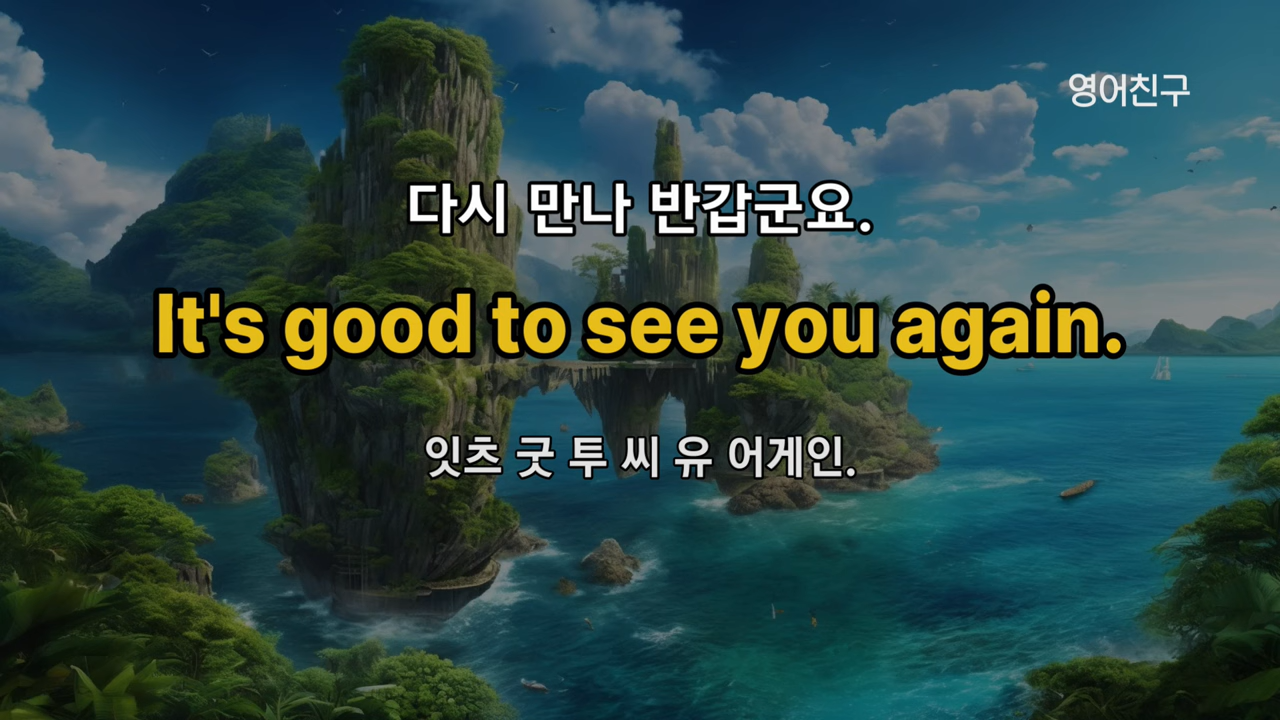 영어친구
다시 만나 반갑군요.
It's good to see you again.
잇츠 굿 투 씨 유 어게인.